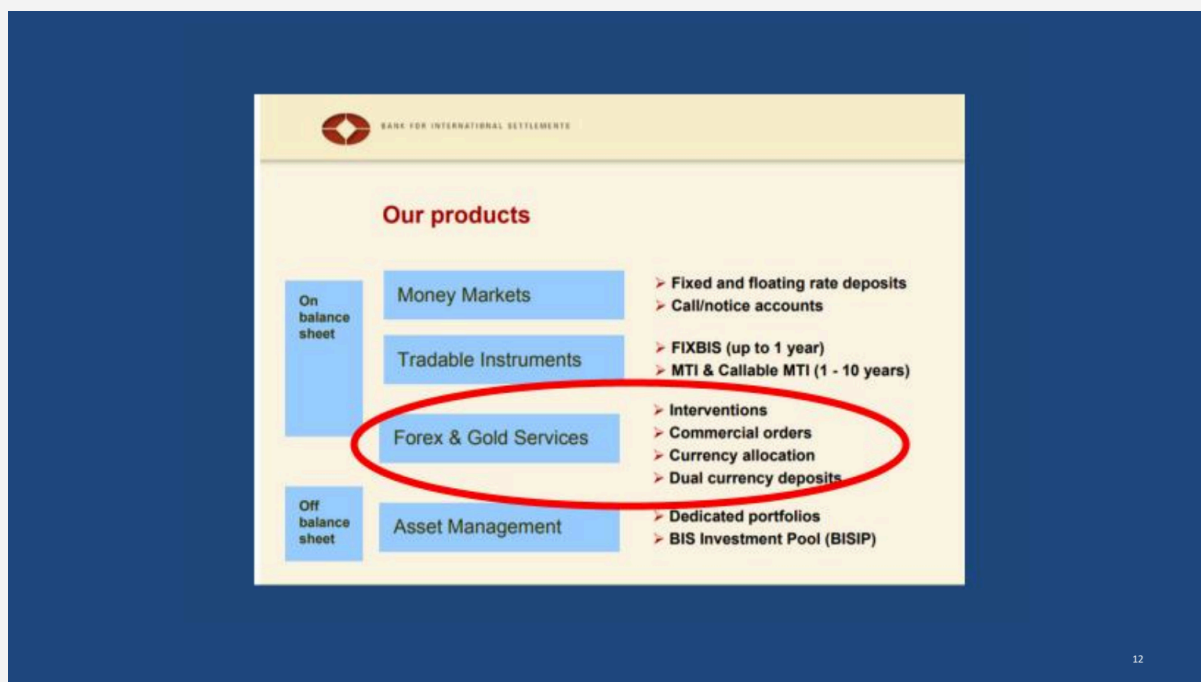 BANK FOR INTERNATIONAL SETTLEMENTS
Our products
On
balance
sheet
Money Markets
➢ Fixed and floating rate deposits
➢ Call/notice accounts
Tradable Instruments
➢ FIXBIS (up to 1 year)
➢ MTI & Callable MTI (1 - 10 years)
Forex & Gold Services
➢ Interventions
➢ Commercial orders
➢ Currency allocation
➢ Dual currency deposits
Off
balance
sheet
Asset Management
➢ Dedicated portfolios
➢ BIS Investment Pool (BISIP)
12